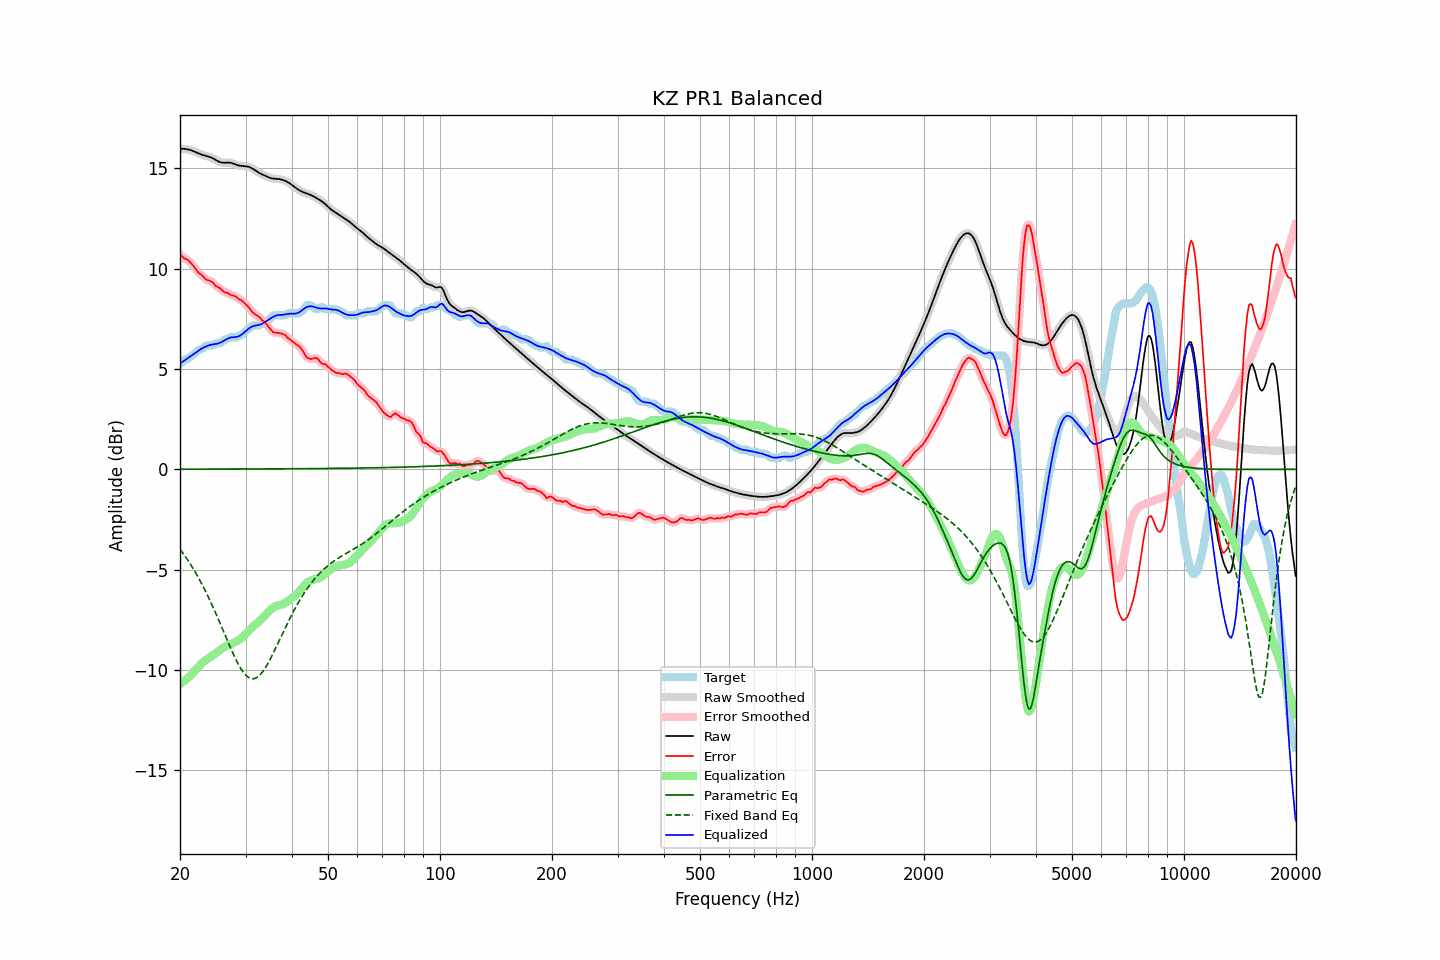 KZ PR1 Balanced
Amplitude (dBr)
15
10
5
0
−5
−10
−15
Target
Raw Smoothed
Error Smoothed
Raw
Error
Equalization
Parametric Eq
Fixed Band Eq
Equalized
20
50
100
200
500
1000
2000
5000
10000
20000
Frequency (Hz)